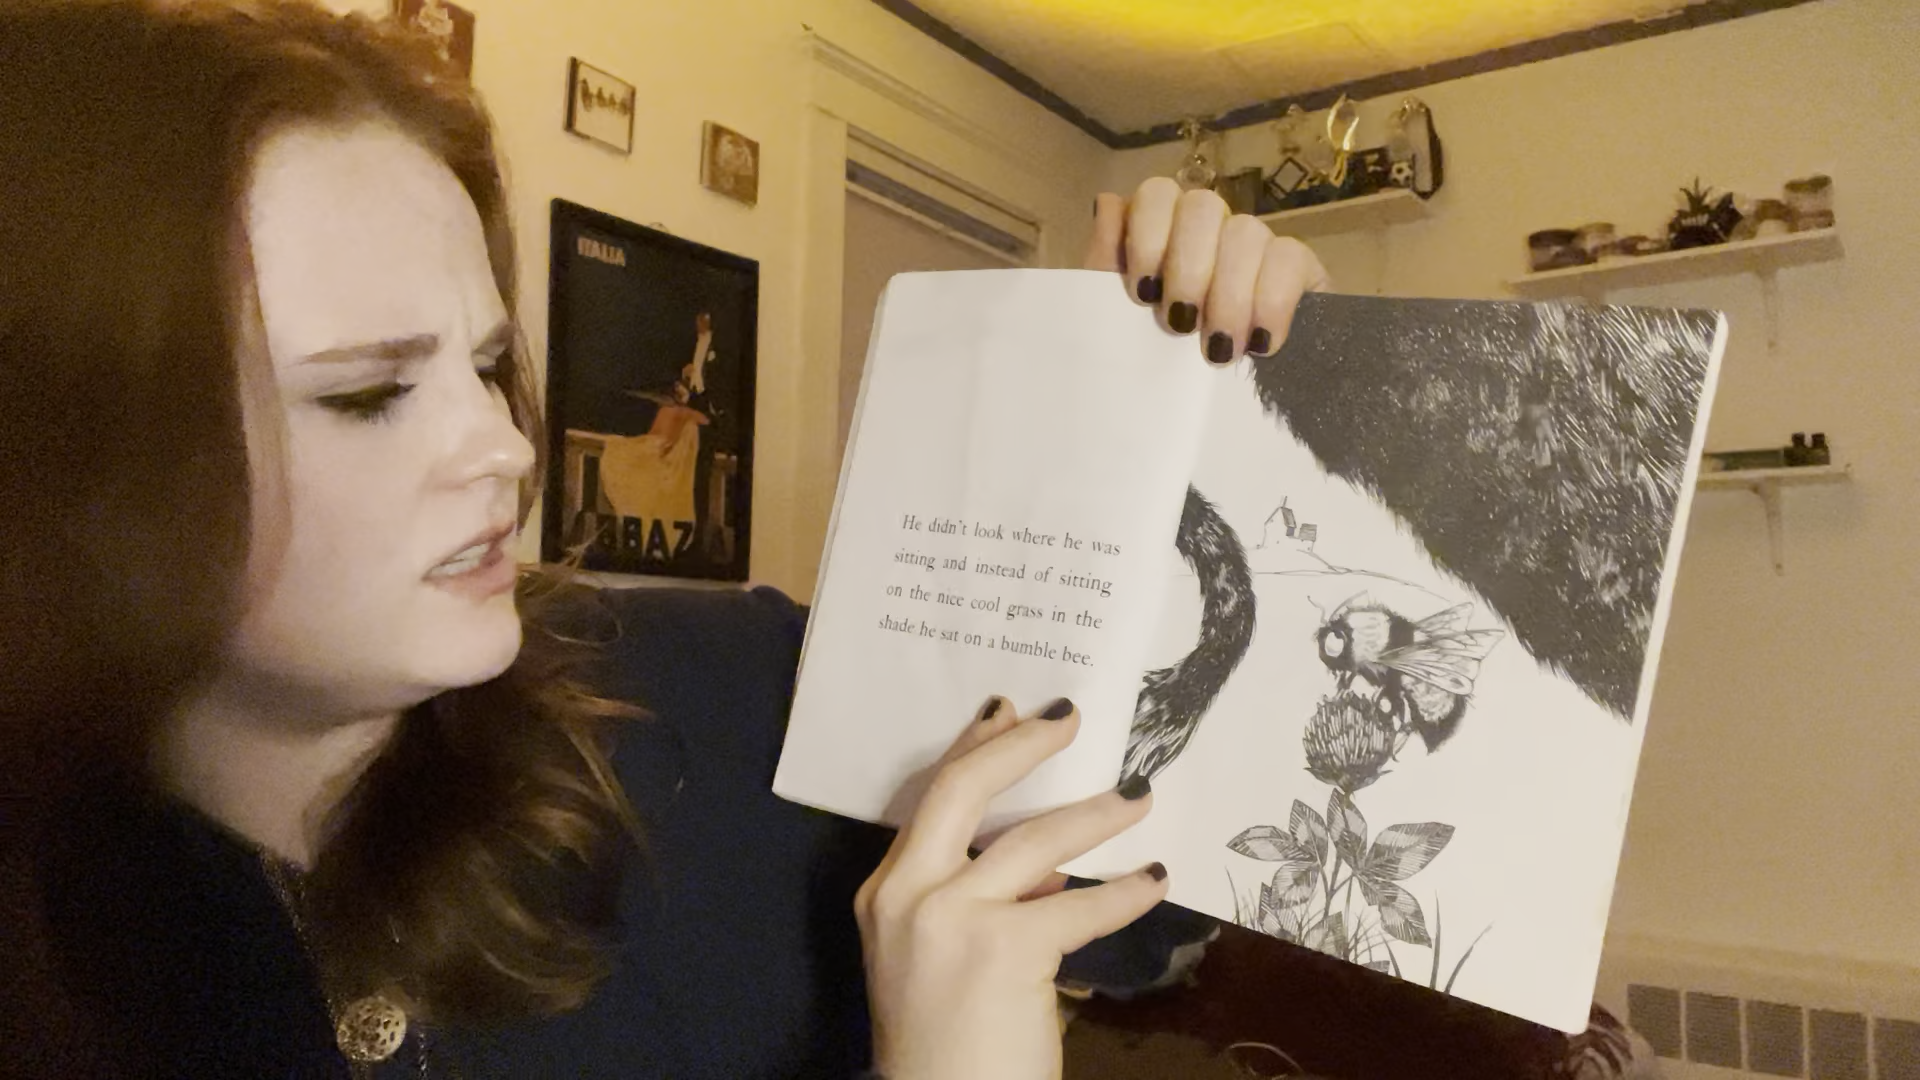 ITALIA
He didn't look where he was
sitting and instead of sitting
on the nice cool grass in the
shade he sat on a bumble bee.